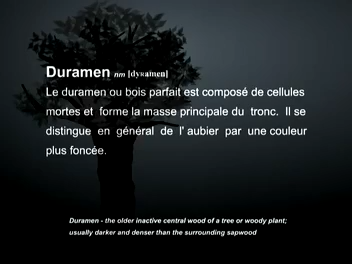 Duramen nm [dyramen]
Le duramen ou bois parfait est composé de cellules
mortes et forme la masse principale du tronc. Il se
distingue en général de l'aubier par une couleur
plus foncée.
Duramen - the older inactive central wood of a tree or woody plant;
usually darker and denser than the surrounding sapwood